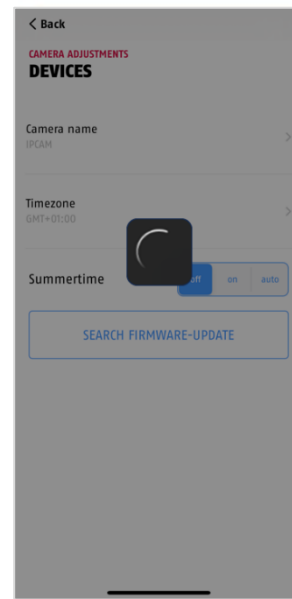 Back
CAMERA ADJUSTMENTS
DEVICES
Camera name
IPCAM
Timezone
GMT+01:00
Summertime off on auto
SEARCH FIRMWARE-UPDATE